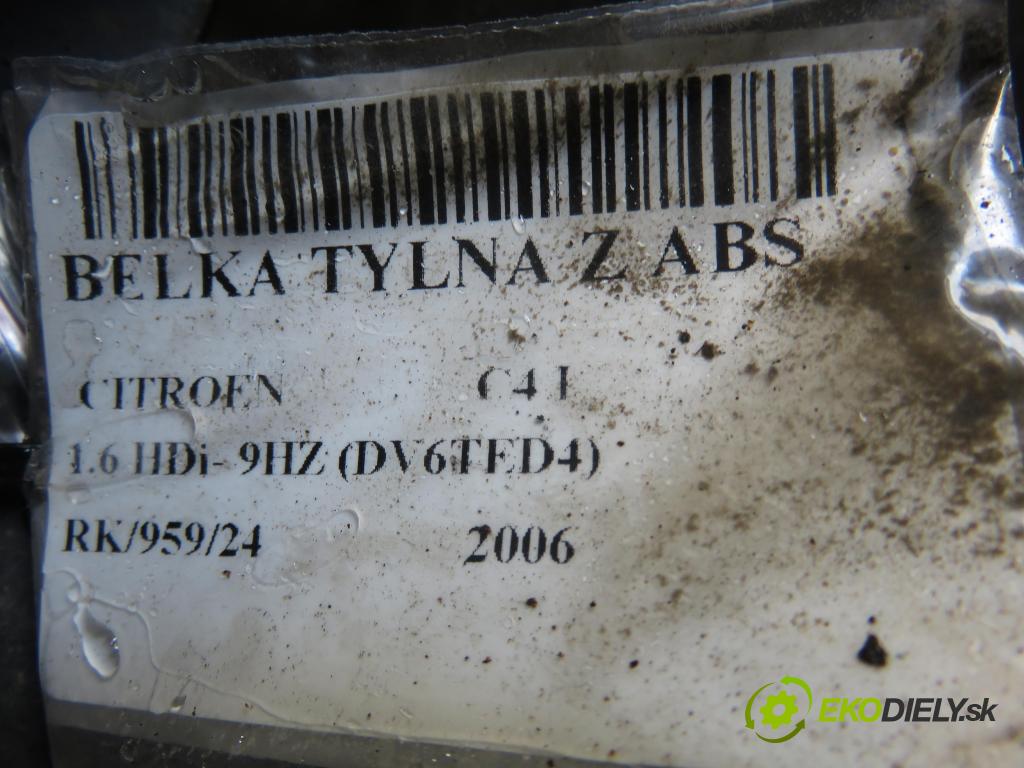 BELKA TYLNA Z ABS
CITROEN C4 I
1.6 HDi- 9HZ (DV6TED4)
RK/959/24 2006
EKODIELY.sk